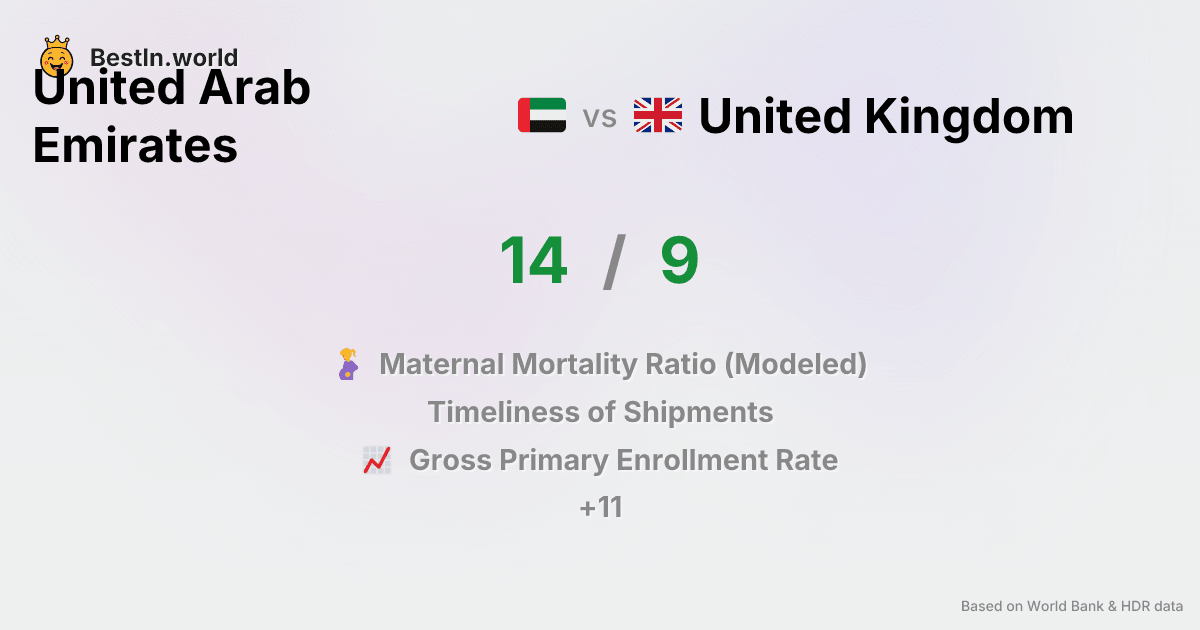 BestIn.world
United Arab
Emirates
vs
United Kingdom
14 / 9
Maternal Mortality Ratio (Modeled)
Timeliness of Shipments
Gross Primary Enrollment Rate
+11
Based on World Bank & HDR data